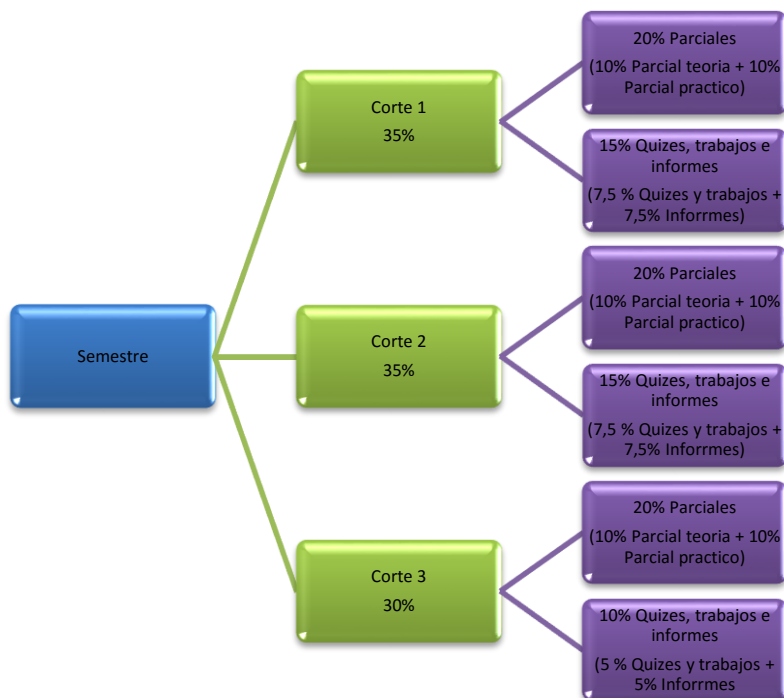 Semestre
Corte 1
35%
20% Parciales
(10% Parcial teoria + 10%
Parcial practico)
15% Quizes, trabajos e
informes
(7,5 % Quizes y trabajos +
7,5% Inforrmes)
Corte 2
35%
20% Parciales
(10% Parcial teoria + 10%
Parcial practico)
15% Quizes, trabajos e
informes
(7,5 % Quizes y trabajos +
7,5% Inforrmes)
Corte 3
30%
20% Parciales
(10% Parcial teoria + 10%
Parcial practico)
10% Quizes, trabajos e
informes
(5 % Quizes y trabajos +
5% Inforrmes